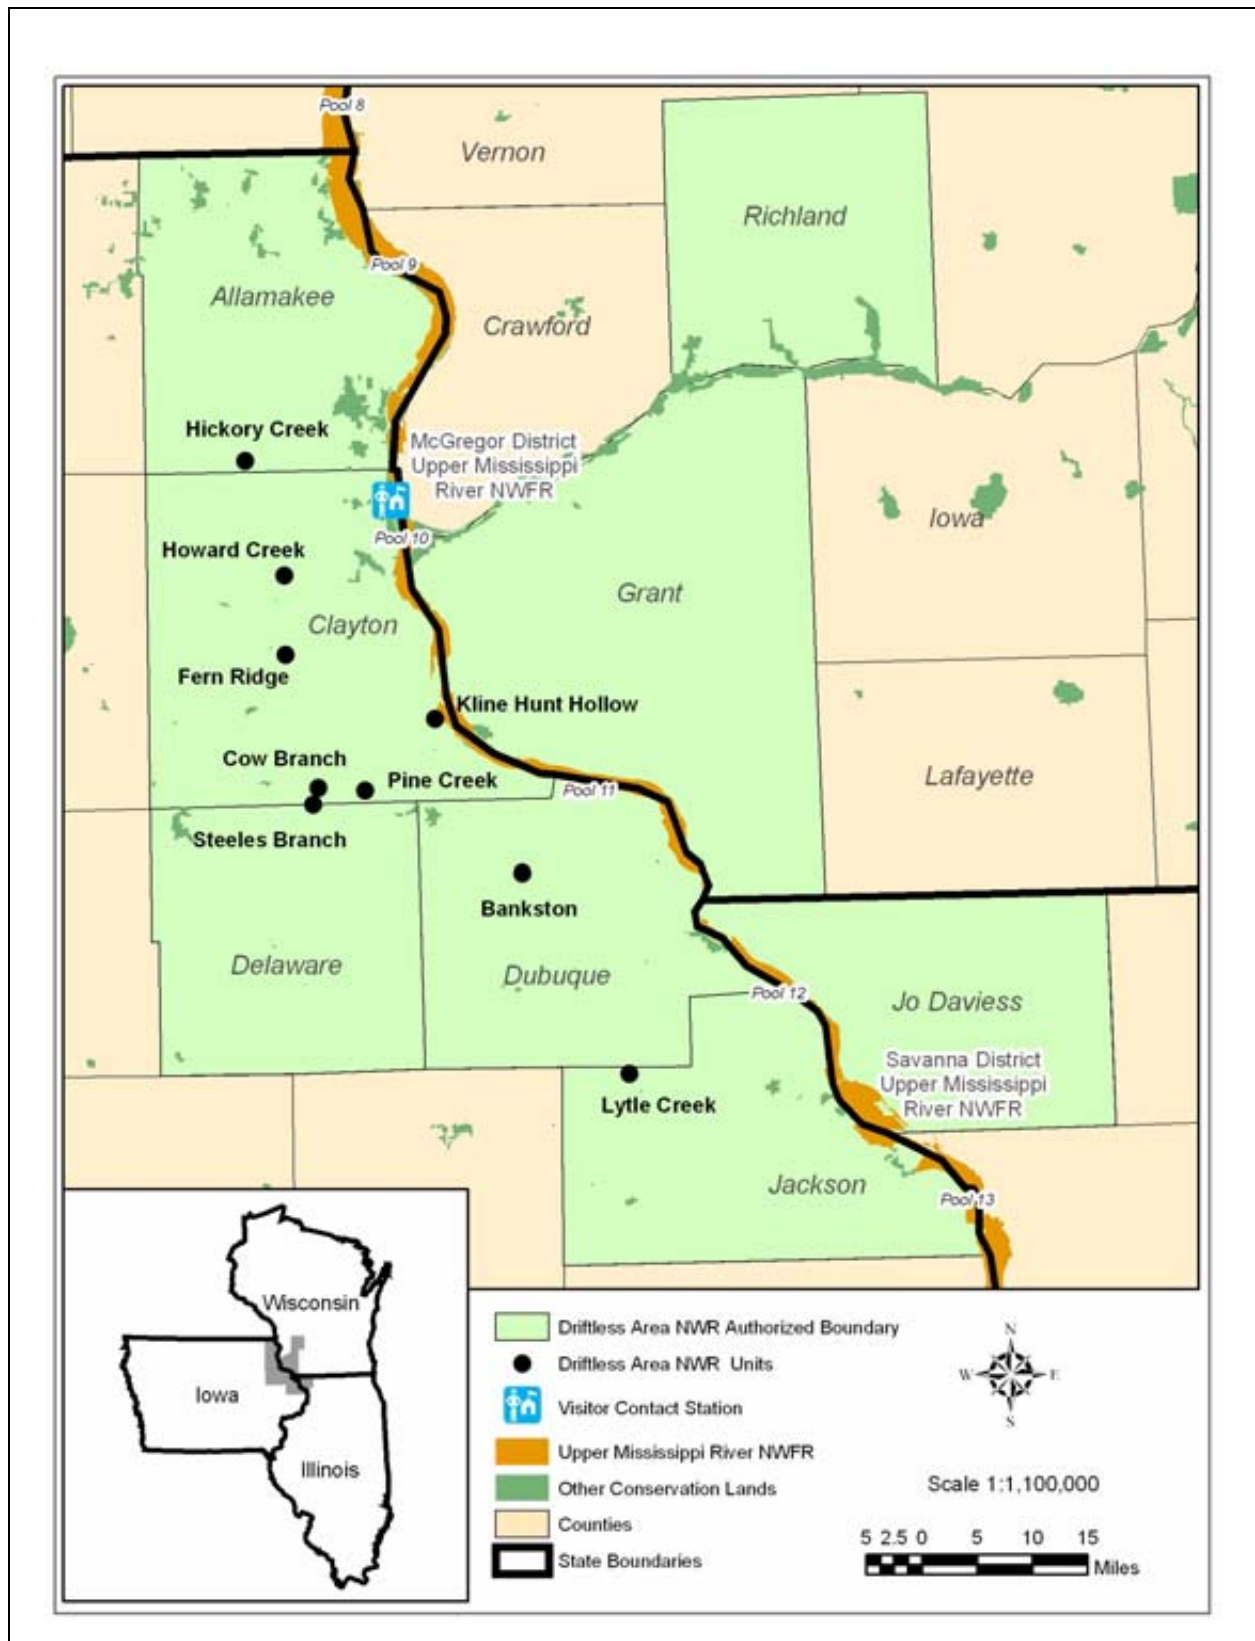 Pool 8
Vernon
Richland
Pool 9
Allamakee
Crawford
Hickory Creek
McGregor District
Upper Mississippi
River NWFR
Pool 10
Iowa
Howard Creek
Grant
Clayton
Fern Ridge
Kline Hunt Hollow
Cow Branch
Pine Creek
Lafayette
Pool 11
Steeles Branch
Bankston
Delaware
Dubuque
Pool 12
Jo Daviess
Savanna District
Upper Mississippi
River NWFR
Lytle Creek
Jackson
Pool 13
Wisconsin
Iowa
Illinois
Driftless Area NWR Authorized Boundary
Driftless Area NWR Units
Visitor Contact Station
Upper Mississippi River NWFR
Other Conservation Lands
Counties
State Boundaries
N
W E
S
Scale 1:1,100,000
5 2.5 0 5 10 15
Miles